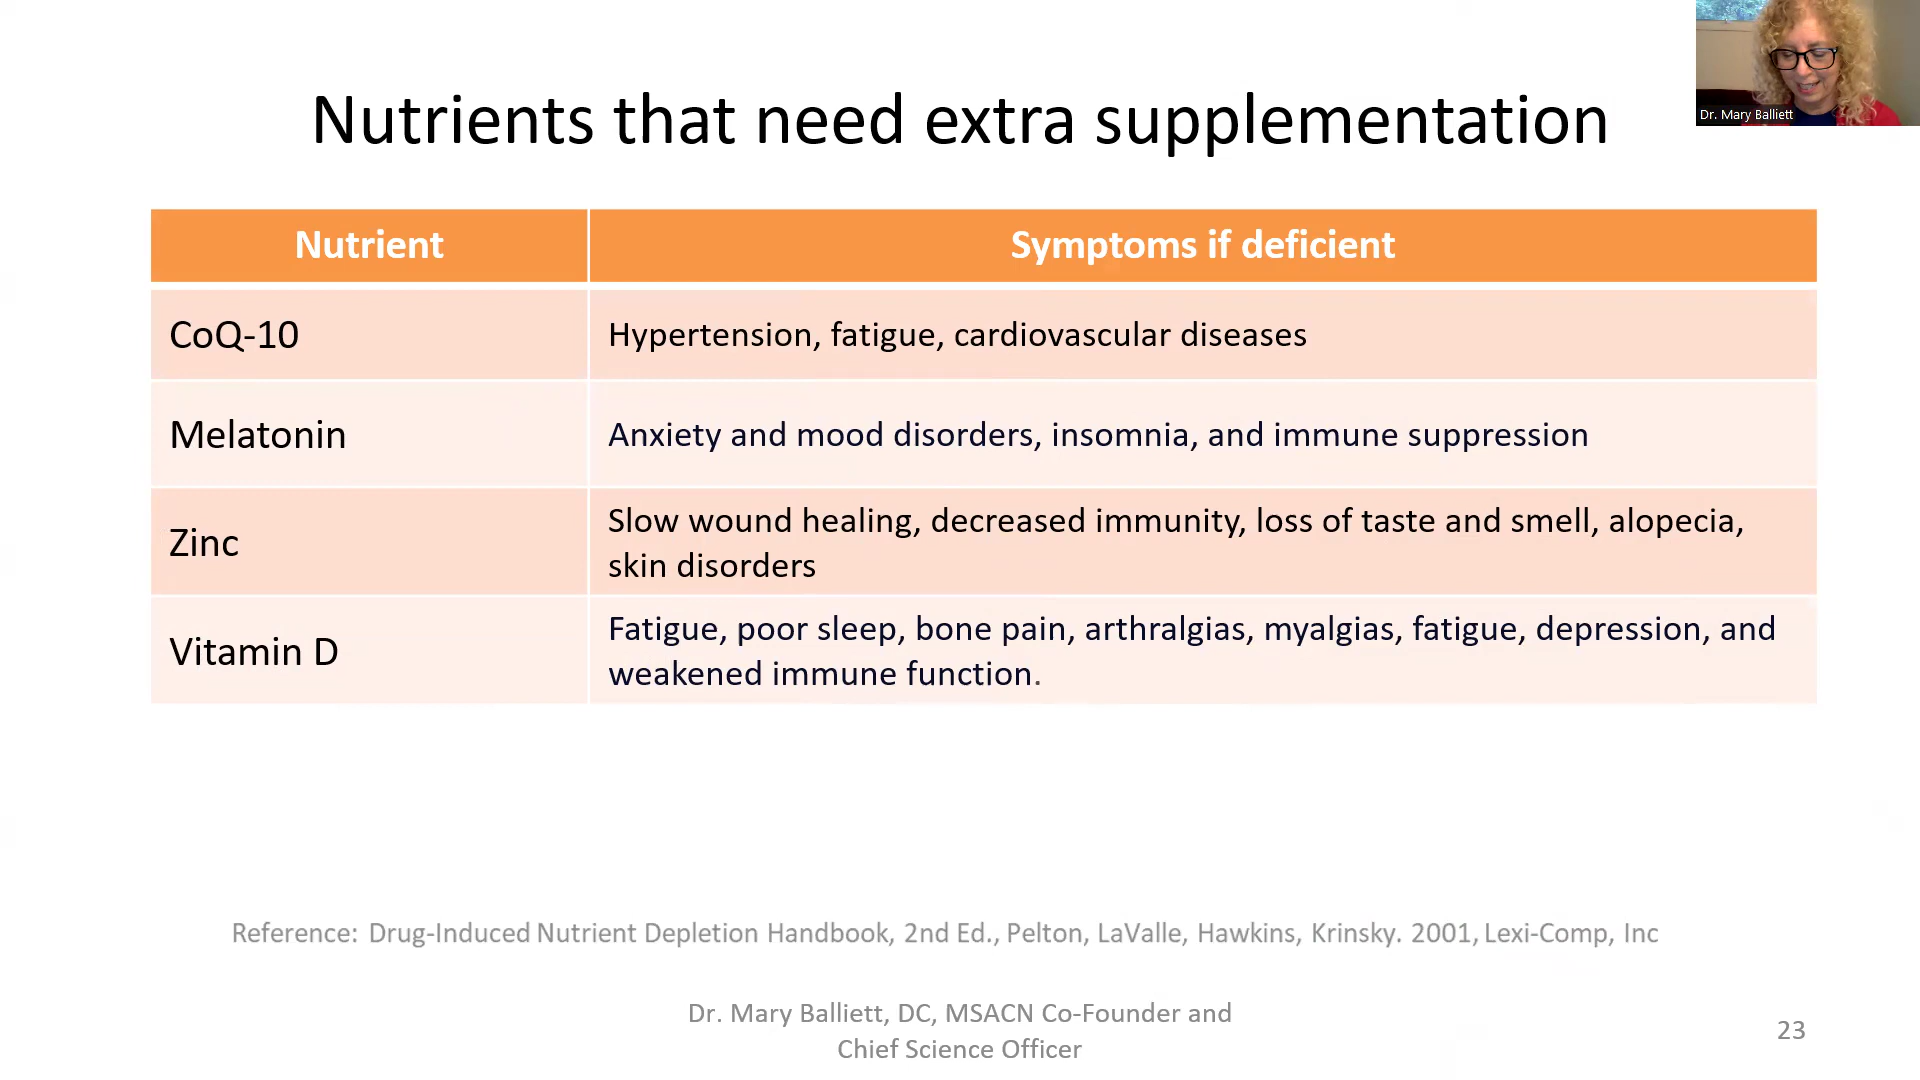 Dr. Mary Balliett
Nutrients that need extra supplementation
Nutrient
Symptoms if deficient
CoQ-10
Hypertension, fatigue, cardiovascular diseases
Melatonin
Anxiety and mood disorders, insomnia, and immune suppression
Zinc
Slow wound healing, decreased immunity, loss of taste and smell, alopecia,
skin disorders
Vitamin D
Fatigue, poor sleep, bone pain, arthralgias, myalgias, fatigue, depression, and
weakened immune function.
Reference: Drug-Induced Nutrient Depletion Handbook, 2nd Ed., Pelton, LaValle, Hawkins, Krinsky. 2001, Lexi-Comp, Inc
Dr. Mary Balliett, DC, MSACN Co-Founder and
Chief Science Officer
23